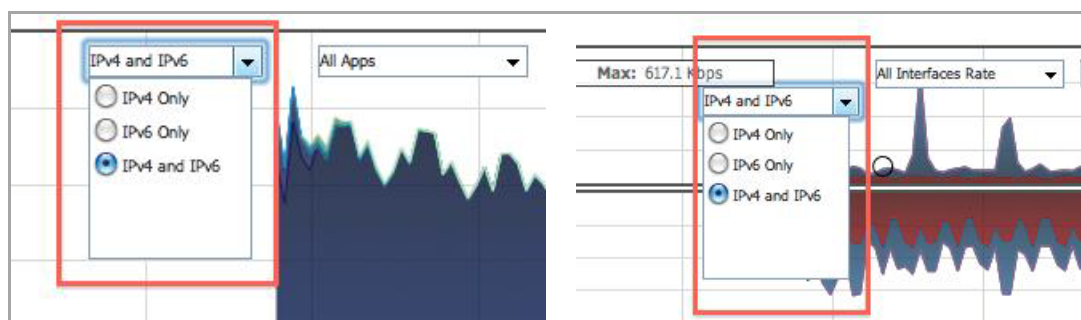 IPv4 and IPv6
All Apps
IPv4 Only
IPv6 Only
IPv4 and IPv6
Max: 617.1 Kbps
All Interfaces Rate
IPv4 and IPv6
IPv4 Only
IPv6 Only
IPv4 and IPv6